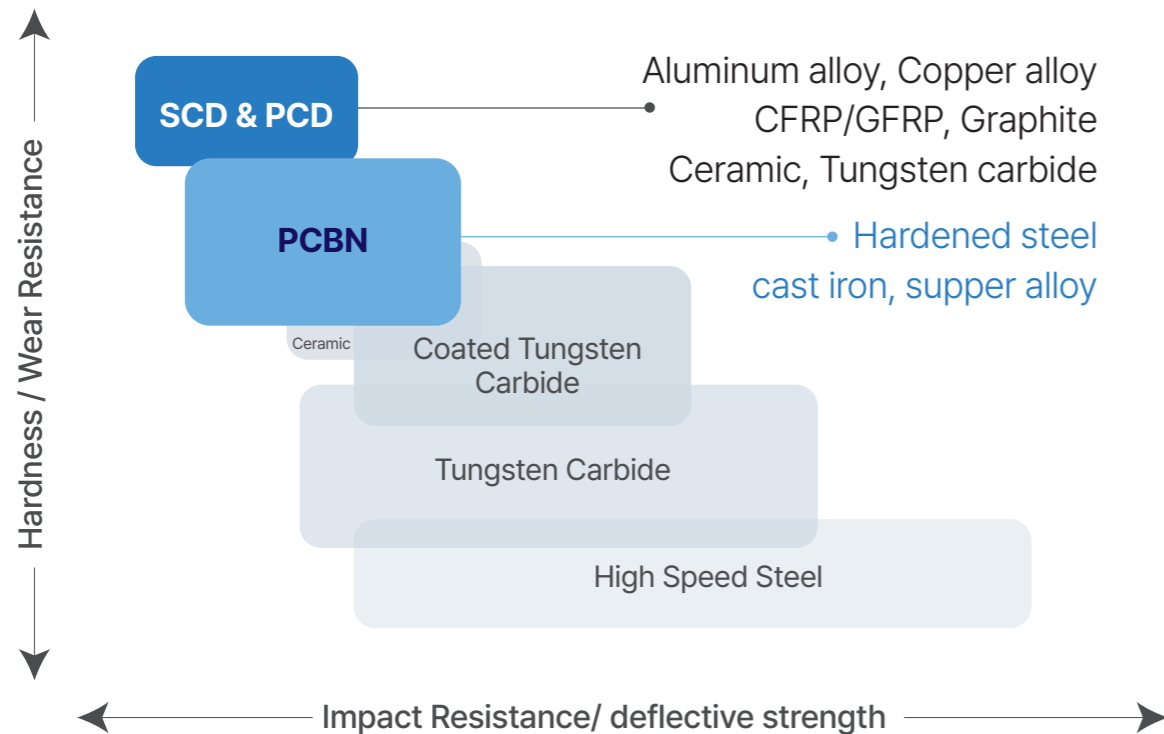 SCD & PCD
Aluminum alloy, Copper alloy
CFRP/GFRP, Graphite
Ceramic, Tungsten carbide
PCBN
Hardened steel
cast iron, supper alloy
Ceramic
Coated Tungsten
Carbide
Tungsten Carbide
High Speed Steel
Hardness / Wear Resistance
Impact Resistance/ deflective strength